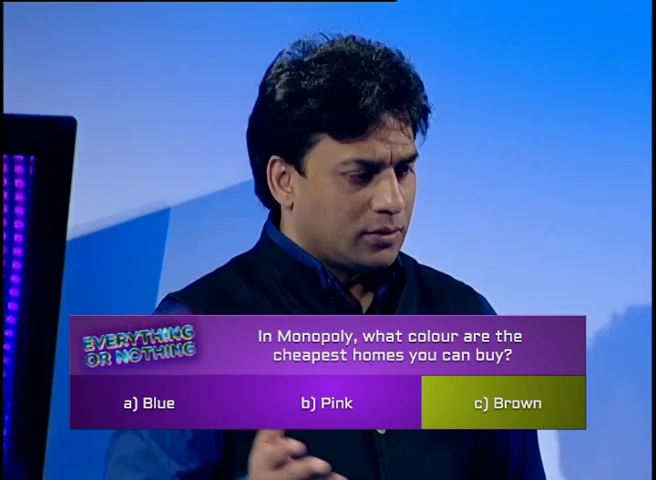 EVERYTHING
OR NOTHING
In Monopoly, what colour are the
cheapest homes you can buy?
a) Blue
b) Pink
c) Brown